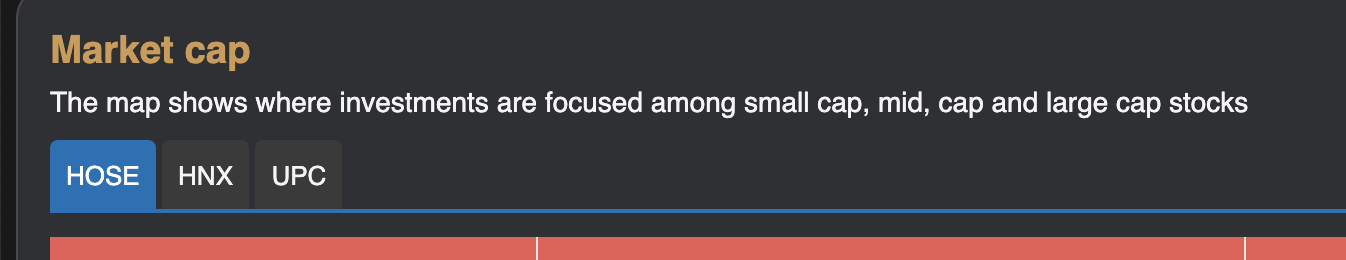 Market cap
The map shows where investments are focused among small cap, mid, cap and large cap stocks
HOSE HNX UPC